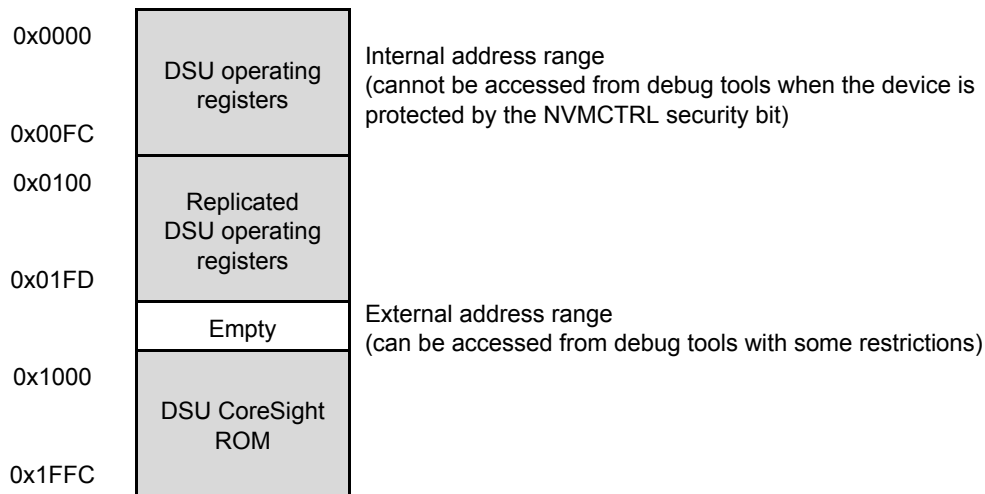 0x0000
DSU operating
registers
Internal address range
(cannot be accessed from debug tools when the device is
protected by the NVMCTRL security bit)
0x00FC
0x0100
Replicated
DSU operating
registers
0x01FD
Empty
External address range
(can be accessed from debug tools with some restrictions)
0x1000
DSU CoreSight
ROM
0x1FFC